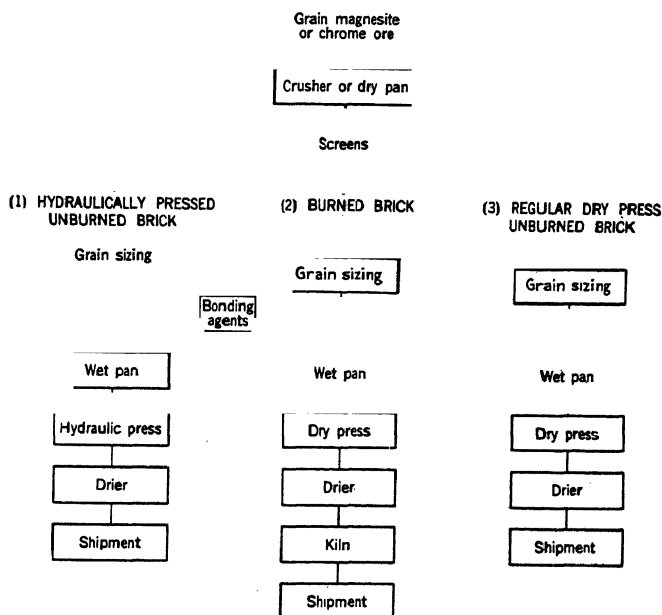 Grain magnesite
or chrome ore
Crusher or dry pan
Screens
(1) HYDRAULICALLY PRESSED
UNBURNED BRICK
Grain sizing
Wet pan
Hydraulic press
Drier
Shipment
Bonding
agents
(2) BURNED BRICK
Grain sizing
Wet pan
Dry press
Drier
Kiln
Shipment
(3) REGULAR DRY PRESS
UNBURNED BRICK
Grain sizing
Wet pan
Dry press
Drier
Shipment